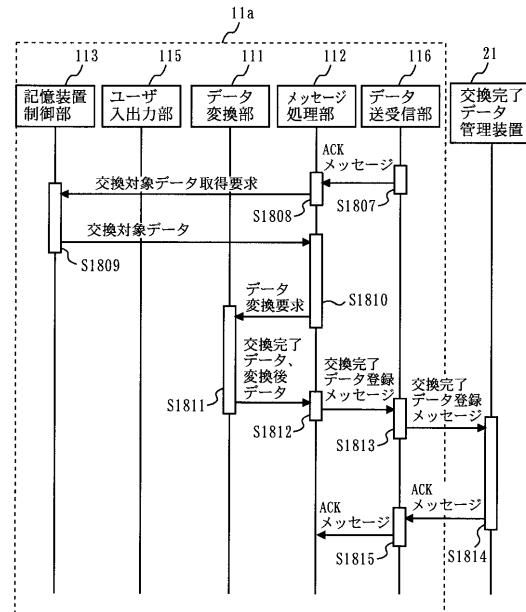 11a
113
115
111
112
116
21
記憶装置
制御部
ユーザ
入出力部
データ
変換部
メッセージ
処理部
データ
送受信部
交換完了
データ
管理装置
ACK
メッセージ
交換対象データ取得要求
S1808
S1807
交換対象データ
S1809
S1810
データ
変換要求
交換完了
データ、
変換後
データ
S1811
交換完了
データ登録
メッセージ
S1812
交換完了
データ登録
メッセージ
S1813
ACK
メッセージ
S1814
ACK
メッセージ
S1815